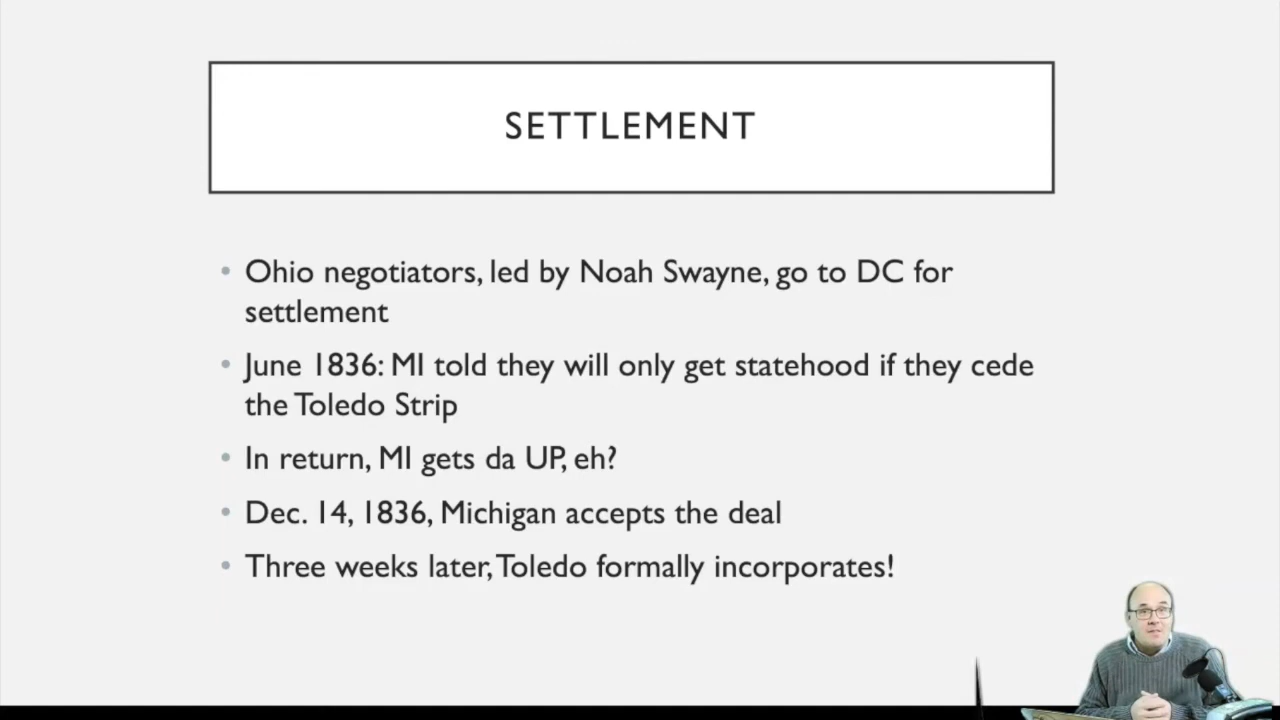 SETTLEMENT
• Ohio negotiators, led by Noah Swayne, go to DC for
settlement
• June 1836: MI told they will only get statehood if they cede
the Toledo Strip
• In return, MI gets da UP, eh?
• Dec. 14, 1836, Michigan accepts the deal
• Three weeks later, Toledo formally incorporates!